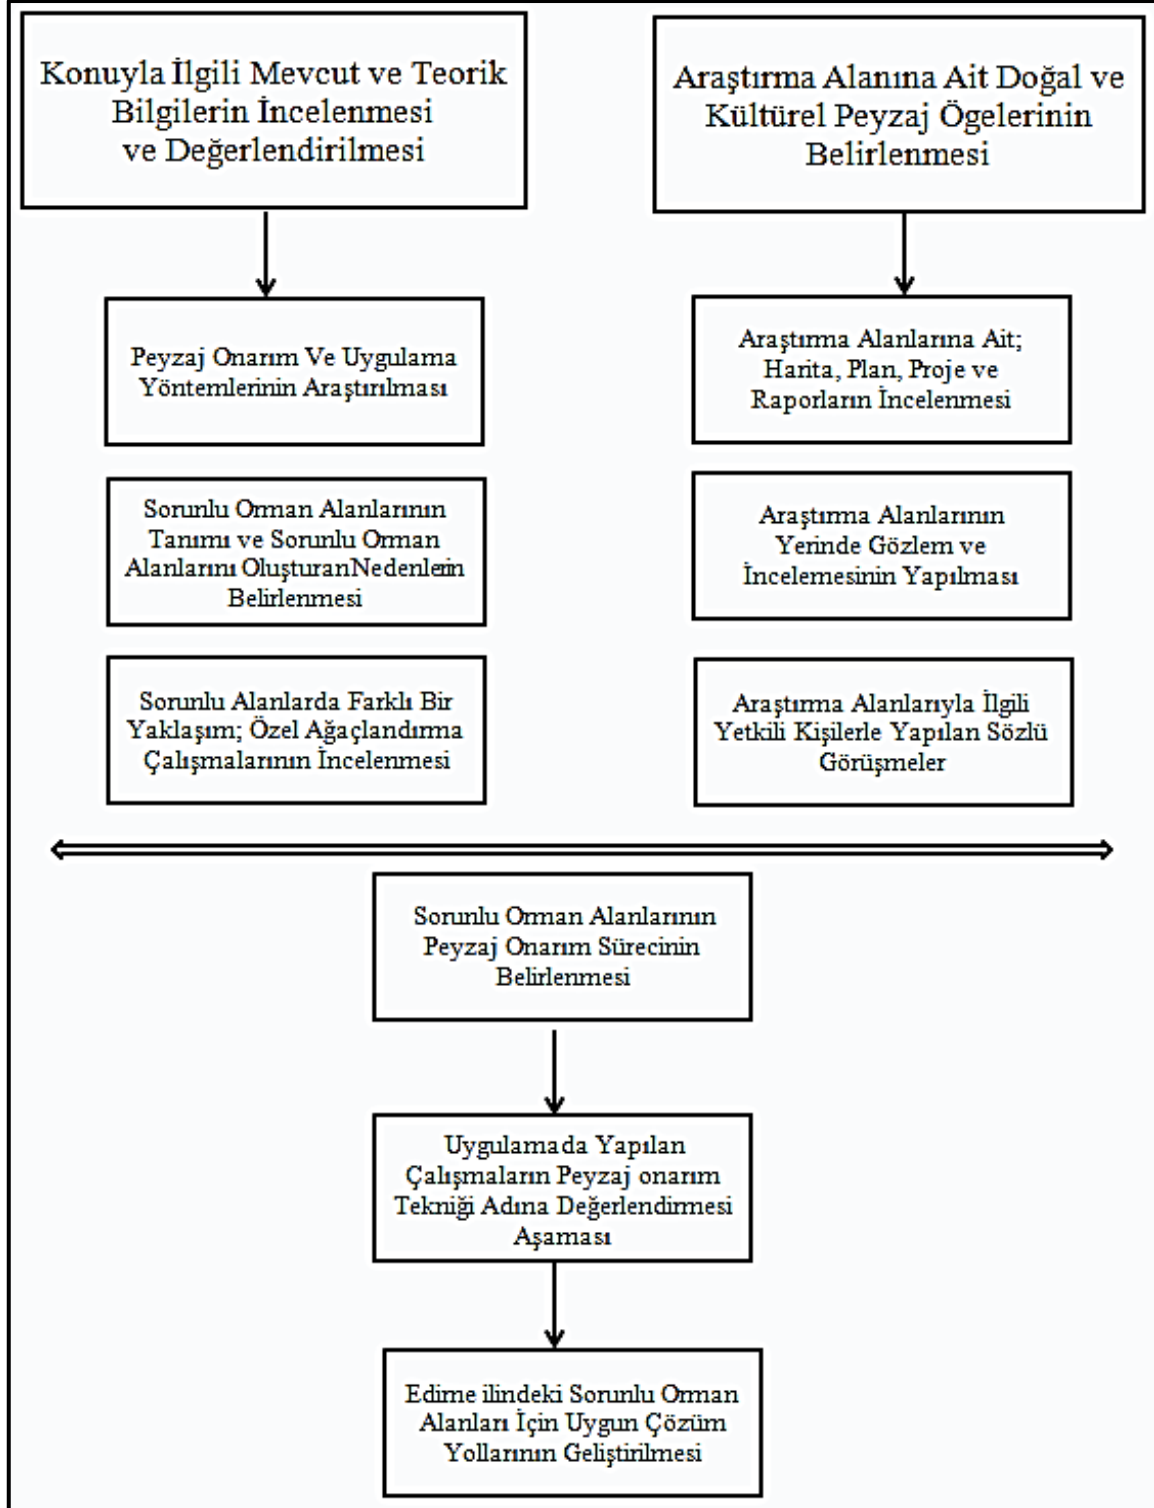 Konuyla İlgili Mevcut ve Teorik
Bilgilerin İncelenmesi
ve Değerlendirilmesi
Araştırma Alanına Ait Doğal ve
Kültürel Peyzaj Ögelerinin
Belirlenmesi
Peyzaj Onarım Ve Uygulama
Yöntemlerinin Araştırılması
Araştırma Alanlarına Ait;
Harita, Plan, Proje ve
Raporların İncelenmesi
Sorunlu Orman Alanlarının
Tanımı ve Sorunlu Orman
Alanlarını OluşturanNedenlerin
Belirlenmesi
Araştırma Alanlarının
Yerinde Gözlem ve
İncelemesinin Yapılması
Sorunlu Alanlarda Farklı Bir
Yaklaşım; Özel Ağaçlandırma
Çalışmalarının İncelenmesi
Araştırma Alanlarıyla İlgili
Yetkili Kişilerle Yapılan Sözlü
Görüşmeler
Sorunlu Orman Alanlarının
Peyzaj Onarım Sürecinin
Belirlenmesi
Uygulamada Yapılan
Çalışmaların Peyzaj onarım
Tekniği Adına Değerlendirmesi
Aşaması
Edirne ilindeki Sorunlu Orman
Alanları İçin Uygun Çözüm
Yollarının Geliştirilmesi